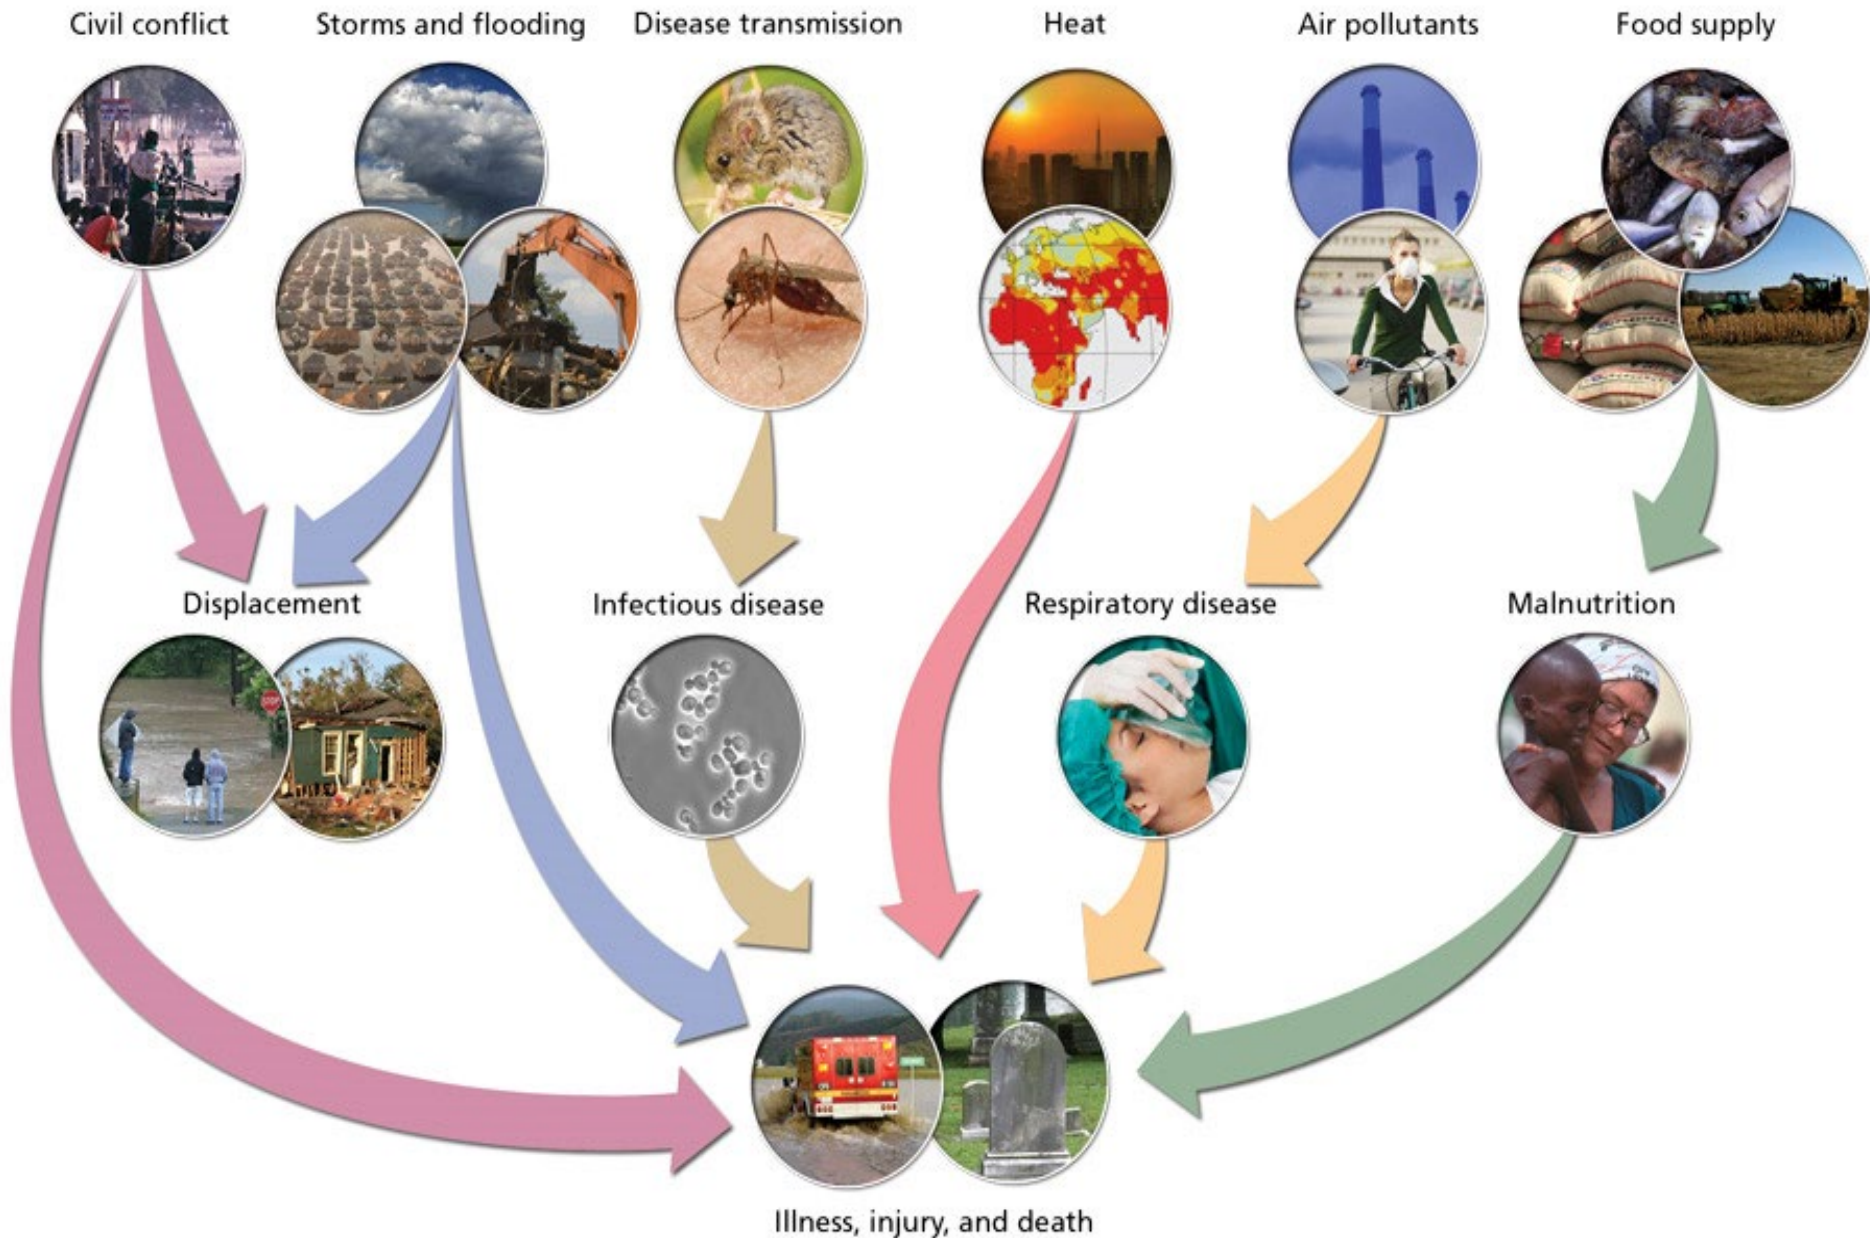 Civil conflict
Storms and flooding
Disease transmission
Heat
Air pollutants
Food supply
Displacement
Infectious disease
Respiratory disease
Malnutrition
STOP
Illness, injury, and death